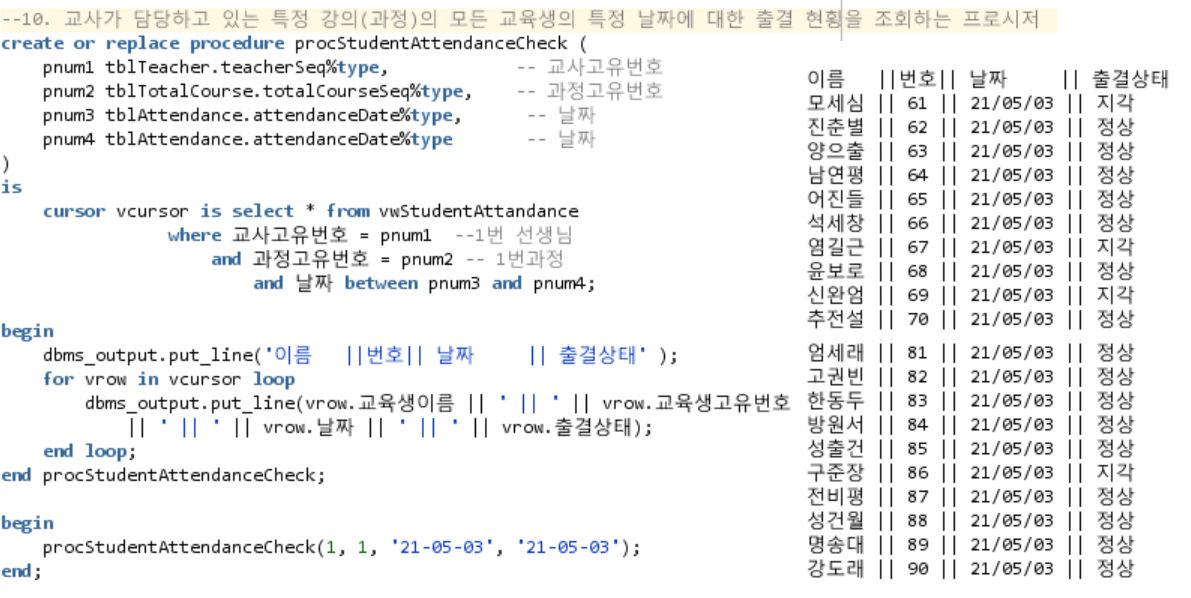 --10. 교사가 담당하고 있는 특정 강의(과정)의 모든 교육생의 특정 날짜에 대한 출결 현황을 조회하는 프로시저
create or replace procedure procStudentAttendanceCheck (
    pnum1 tblTeacher.teacherSeq%type,            -- 교사고유번호
    pnum2 tblTotalCourse.totalCourseSeq%type,    -- 과정고유번호
    pnum3 tblAttendance.attendanceDate%type,      -- 날짜
    pnum4 tblAttendance.attendanceDate%type       -- 날짜
)
is
    cursor vcursor is select * from vwStudentAttandance
                where 교사고유번호 = pnum1  --1번 선생님
                    and 과정고유번호 = pnum2 -- 1번과정
                        and 날짜 between pnum3 and pnum4;
begin
    dbms_output.put_line('이름   ||번호|| 날짜     || 출결상태' );
    for vrow in vcursor loop
        dbms_output.put_line(vrow.교육생이름 || ' || ' || vrow.교육생고유번호
            || ' || ' || vrow.날짜 || ' || ' || vrow.출결상태);
    end loop;
end procStudentAttendanceCheck;
begin
    procStudentAttendanceCheck(1, 1, '21-05-03', '21-05-03');
end;
이름   ||번호|| 날짜     || 출결상태
모세심 || 61 || 21/05/03 || 지각
진춘별 || 62 || 21/05/03 || 정상
양으출 || 63 || 21/05/03 || 정상
남연평 || 64 || 21/05/03 || 정상
어진들 || 65 || 21/05/03 || 정상
석세창 || 66 || 21/05/03 || 정상
염길근 || 67 || 21/05/03 || 지각
윤보로 || 68 || 21/05/03 || 정상
신완엄 || 69 || 21/05/03 || 지각
추전설 || 70 || 21/05/03 || 정상
엄세래 || 81 || 21/05/03 || 정상
고권빈 || 82 || 21/05/03 || 정상
한동두 || 83 || 21/05/03 || 정상
방원서 || 84 || 21/05/03 || 정상
성출건 || 85 || 21/05/03 || 정상
구준장 || 86 || 21/05/03 || 지각
전비평 || 87 || 21/05/03 || 정상
성건월 || 88 || 21/05/03 || 정상
명송대 || 89 || 21/05/03 || 정상
강도래 || 90 || 21/05/03 || 정상